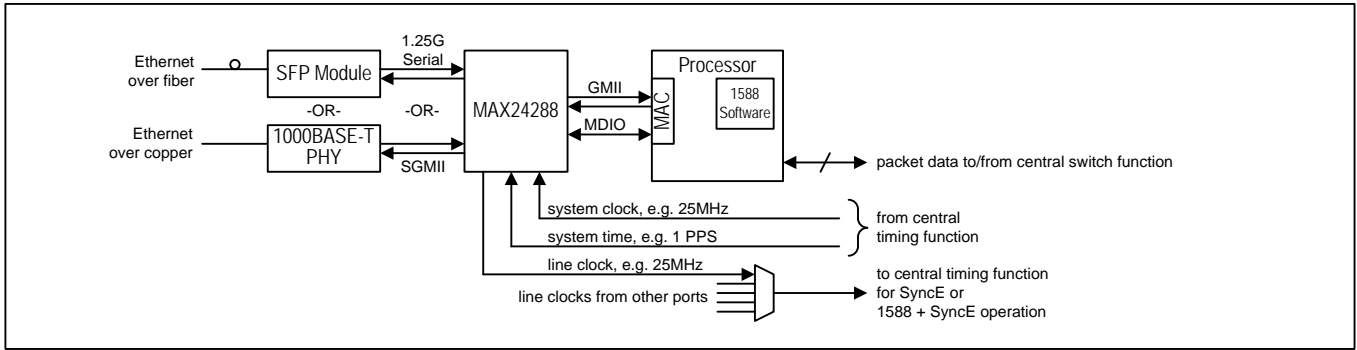 Ethernet
over fiber
SFP Module
1.25G
Serial
-OR-
-OR-
Ethernet
over copper
1000BASE-T
PHY
SGMII
MAX24288
GMII
MDIO
Processor
MAC
1588
Software
packet data to/from central switch function
system clock, e.g. 25MHz
system time, e.g. 1 PPS
from central
timing function
line clock, e.g. 25MHz
line clocks from other ports
to central timing function
for SyncE or
1588 + SyncE operation